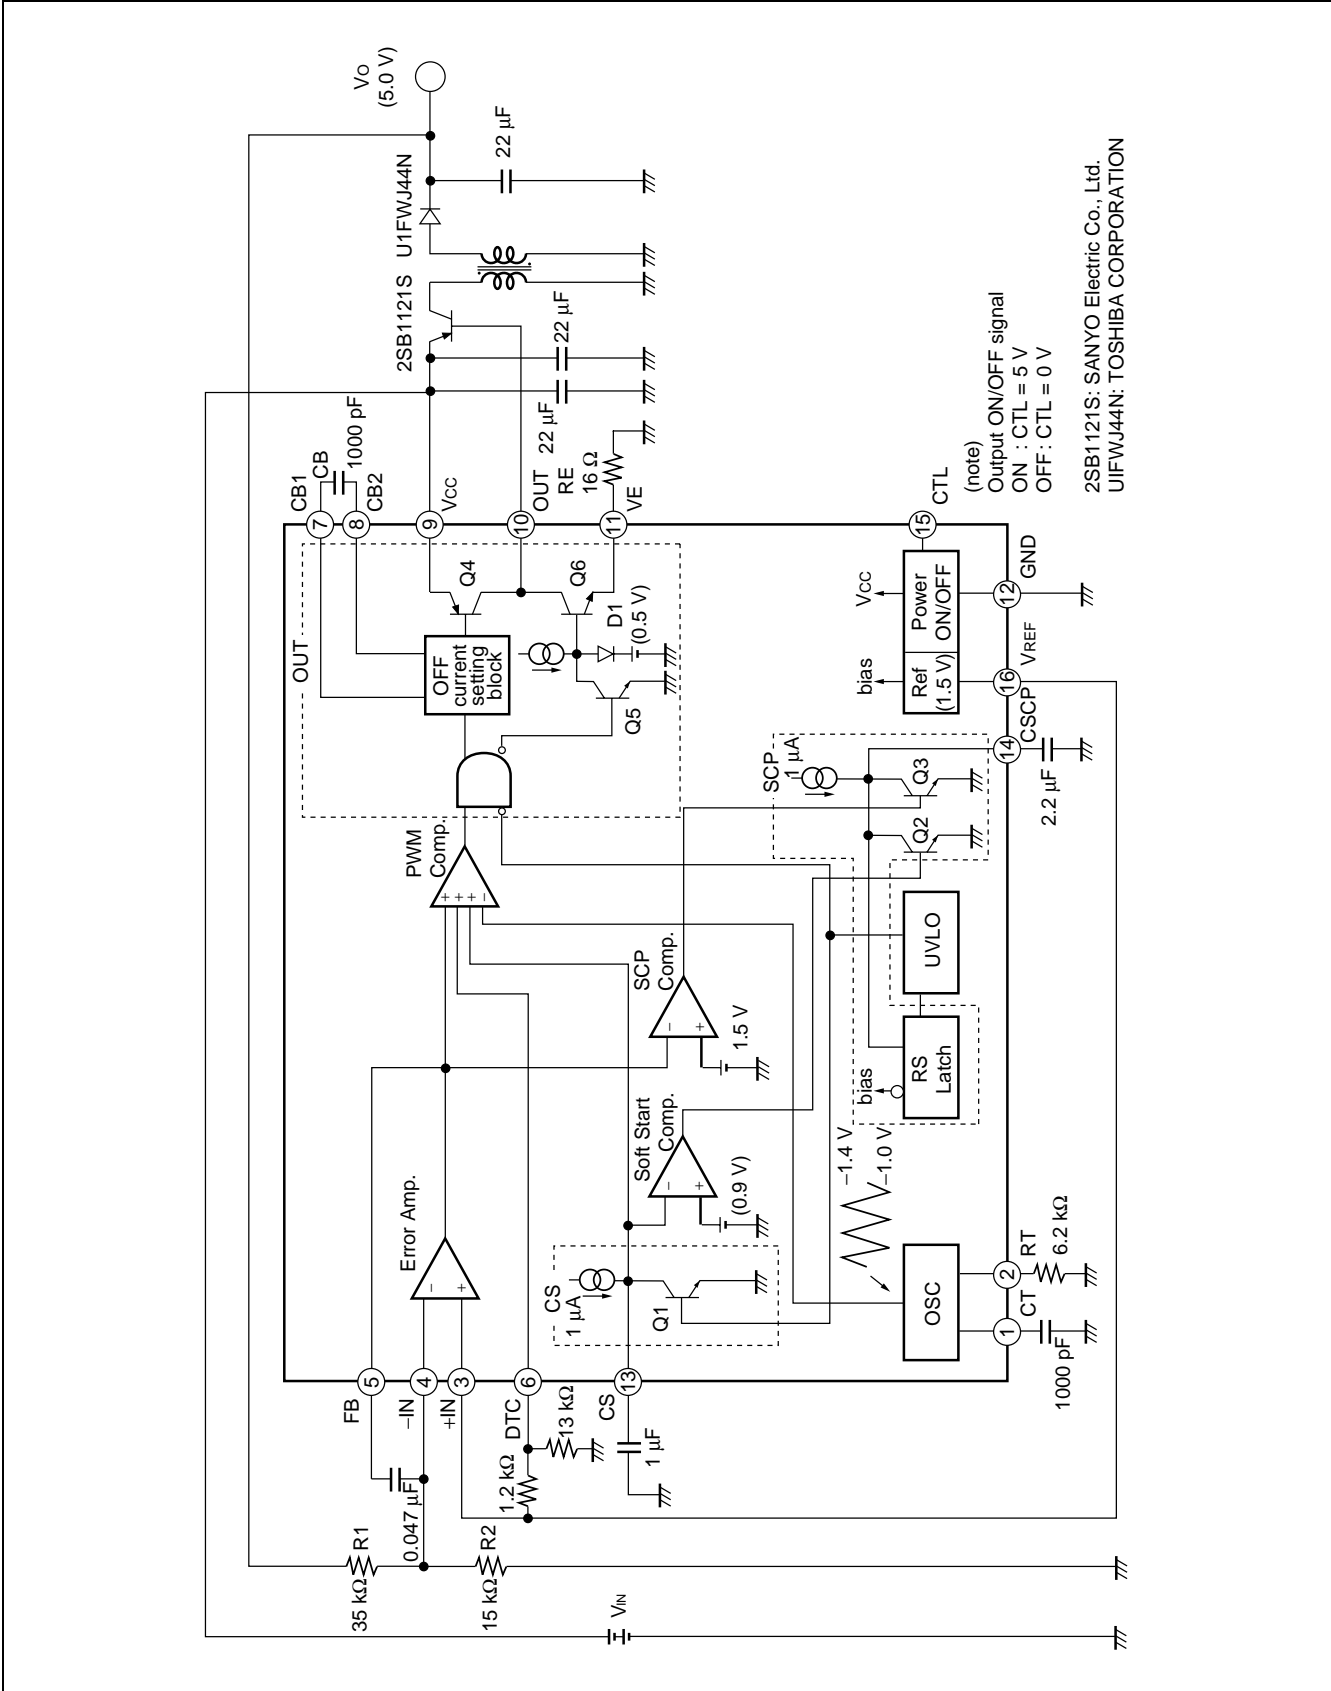 VO
(5.0 V)
22 µF
U1FWJ44N
2SB1121S
22 µF
22 µF
CB1
CB
1000 pF
CB2
VCC
OUT
RE
16 Ω
VE
CTL
(note)
Output ON/OFF signal
ON : CTL = 5 V
OFF : CTL = 0 V
2SB1121S: SANYO Electric Co., Ltd.
UIFWJ44N: TOSHIBA CORPORATION
7
8
9
10
11
15
OUT
Q4
Q6
D1
(0.5 V)
OFF
current
setting
block
Q5
VCC
bias
Power
ON/OFF
Ref
(1.5 V)
12
GND
16
VREF
14
CSCP
2.2 µF
SCP
1 µA
Q3
Q2
PWM
Comp.
+
+
+
−
SCP
Comp.
−
+
1.5 V
UVLO
RS
Latch
bias
Error Amp.
−
+
Soft Start
Comp.
−
+
(0.9 V)
−1.4 V
−1.0 V
CS
1 µA
Q1
OSC
2
RT
6.2 kΩ
1
CT
1000 pF
5
4
3
6
13
FB
−IN
+IN
DTC
CS
13 kΩ
1 µF
1.2 kΩ
0.047 µF
R1
35 kΩ
R2
15 kΩ
VIN